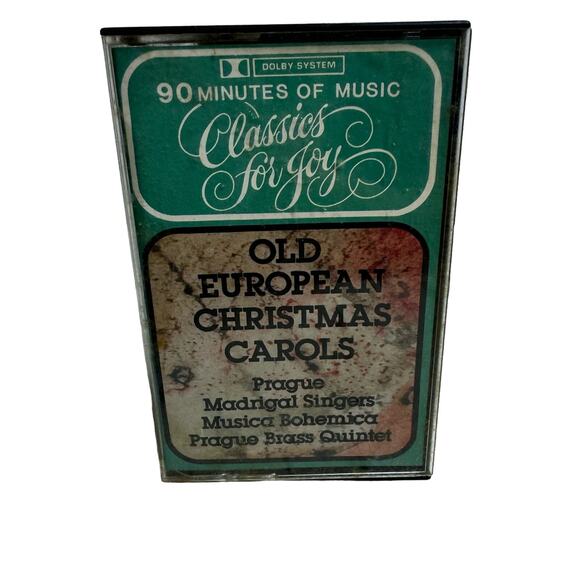 DOLBY SYSTEM
90 MINUTES OF MUSIC
Classics
for Joy
OLD
EUROPEAN
CHRISTMAS
CAROLS
Prague
Madrigal Singers
Musica Bohemica
Prague Brass Quintet